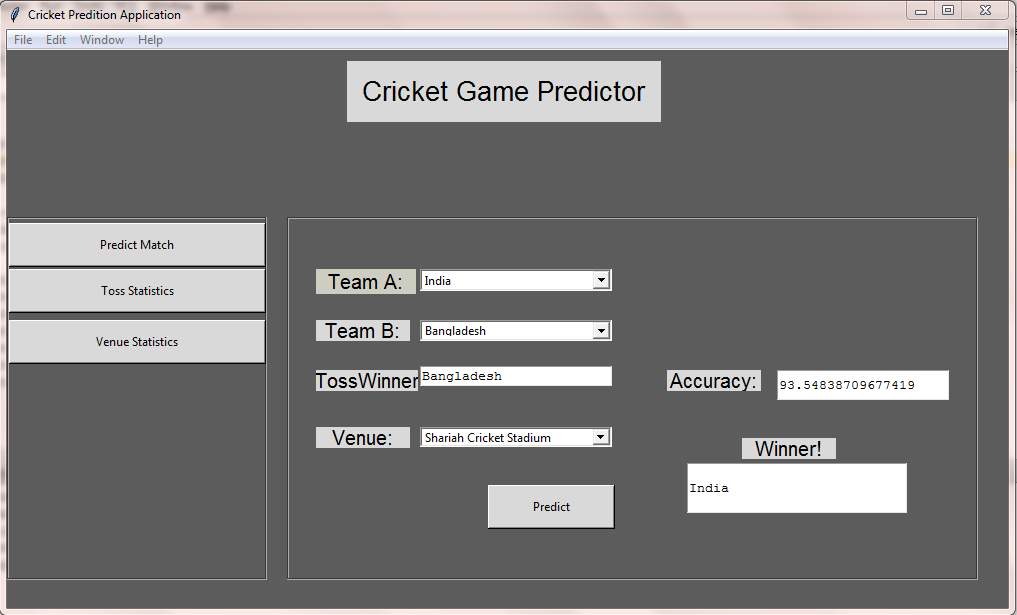 Cricket Predition Application
File Edit Window Help
Cricket Game Predictor
Predict Match
Toss Statistics
Venue Statistics
Team A: India
Team B: Bangladesh
TossWinner Bangladesh
Accuracy: 93.54838709677419
Venue: Shariah Cricket Stadium
Winner!
India
Predict